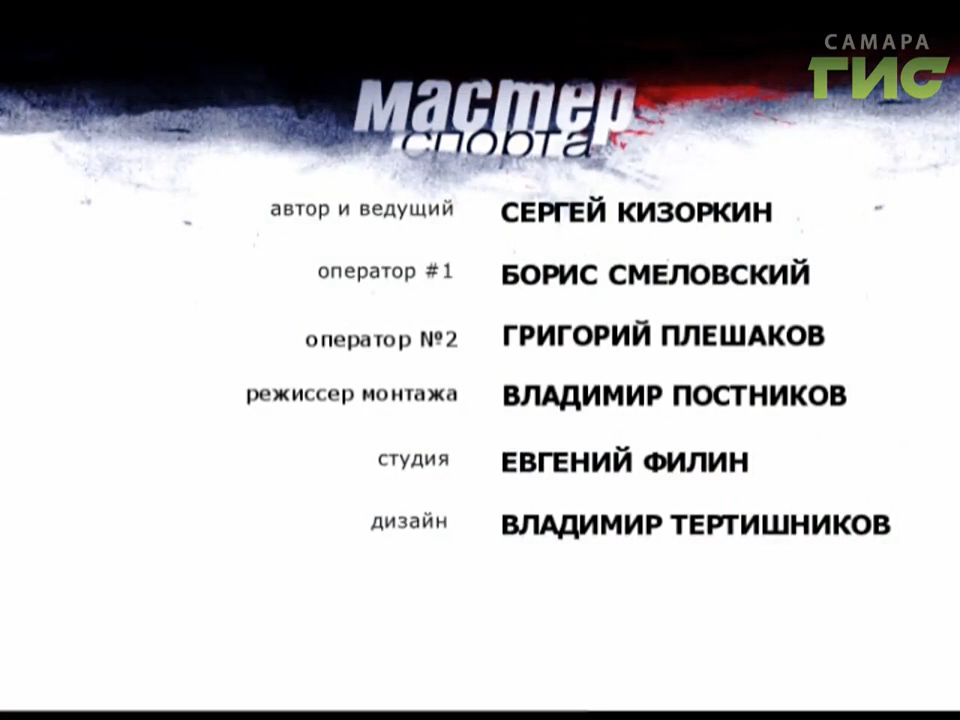 САМАРА
ГИС
мастер
спорта
автор и ведущий СЕРГЕЙ КИЗОРКИН
оператор #1 БОРИС СМЕЛОВСКИЙ
оператор №2 ГРИГОРИЙ ПЛЕШАКОВ
режиссер монтажа ВЛАДИМИР ПОСТНИКОВ
студия ЕВГЕНИЙ ФИЛИН
дизайн ВЛАДИМИР ТЕРТИШНИКОВ